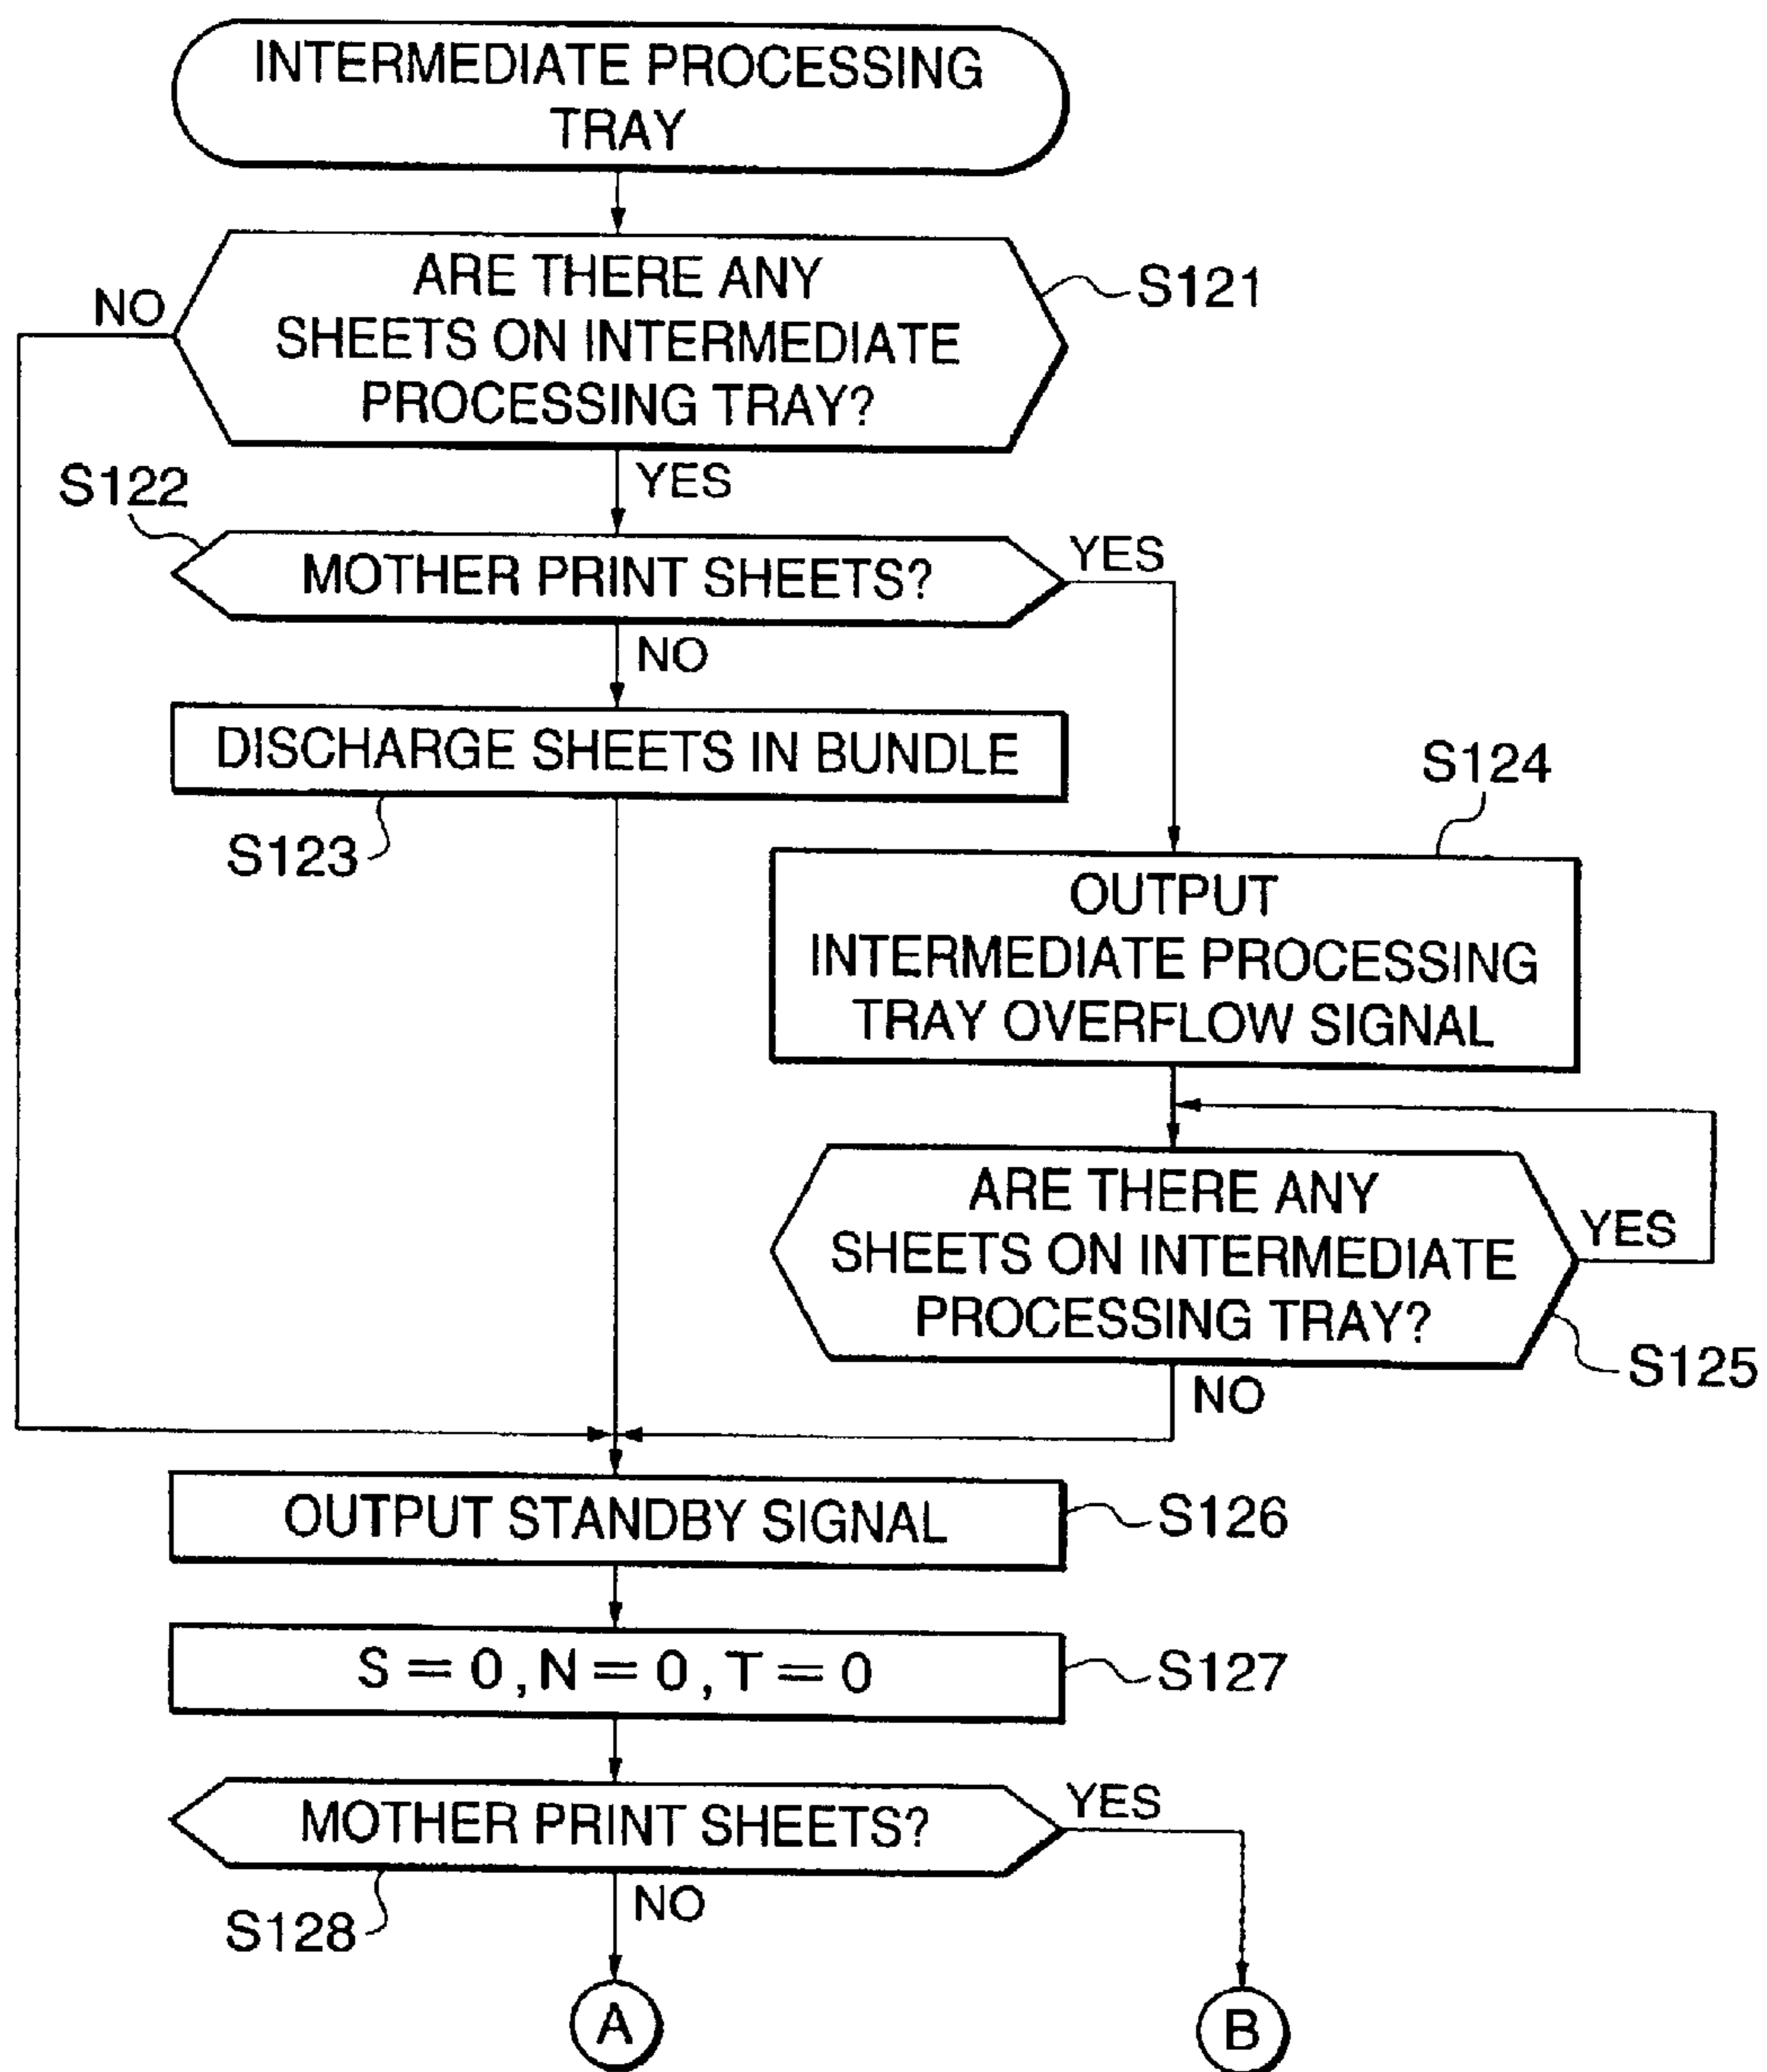 INTERMEDIATE PROCESSING
TRAY
ARE THERE ANY
SHEETS ON INTERMEDIATE
PROCESSING TRAY?
S121
NO
YES
S122
MOTHER PRINT SHEETS?
YES
NO
DISCHARGE SHEETS IN BUNDLE
S123
S124
OUTPUT
INTERMEDIATE PROCESSING
TRAY OVERFLOW SIGNAL
ARE THERE ANY
SHEETS ON INTERMEDIATE
PROCESSING TRAY?
YES
S125
NO
OUTPUT STANDBY SIGNAL
S126
S = 0, N = 0, T = 0
S127
MOTHER PRINT SHEETS?
YES
S128
NO
A
B